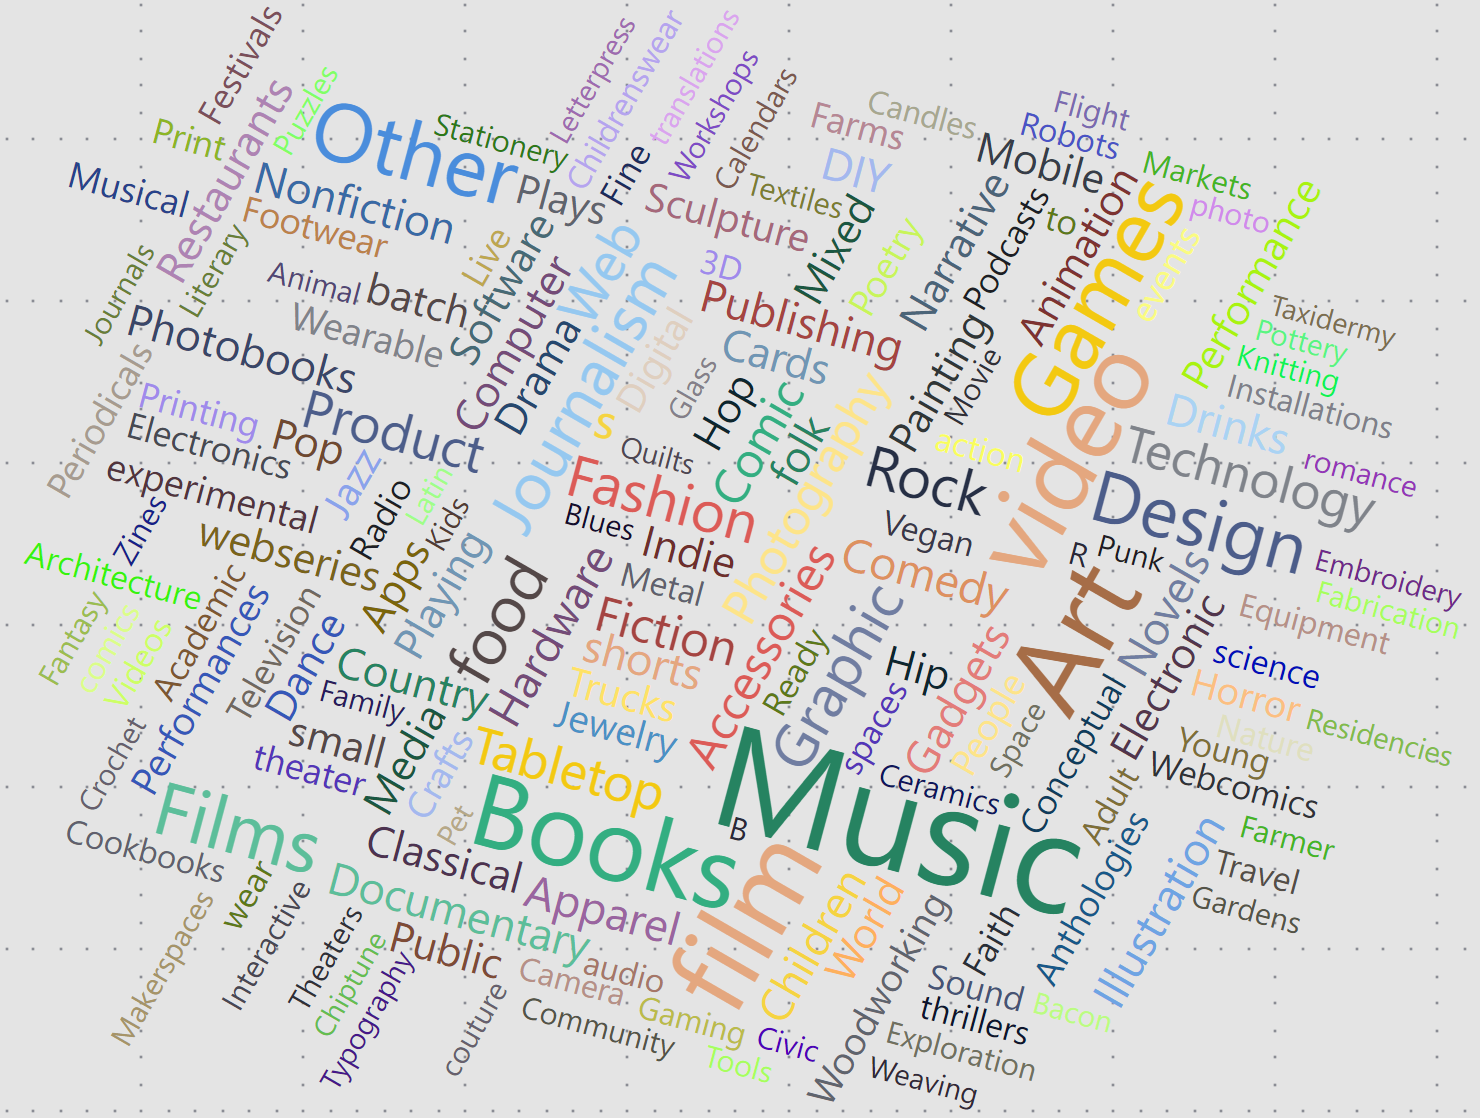 Festivals
Letterpress
Childrenswear
translations
Workshops
Calendars
Puzzles
Restaurants
Print
Other
Stationery
Fine
Farms
Candles
Flight
Robots
Musical
Nonfiction
Plays
Sculpture
Textiles
DIY
Mobile
Markets
Footwear
Mixed
Narrative
Podcasts
to
Animation
Games
photo
Performance
Journals
Literary
Animal
batch
Live
Software
Web
3D
Poetry
events
Photobooks
Wearable
Computer
Drama
Journalism
Digital
Publishing
Cards
Painting
Movie
Taxidermy
Pottery
Knitting
Installations
Periodicals
Printing
Product
Glass
Hop
Comic
folk
Photography
video
Drinks
Electronics
Pop
s
Quilts
action
Technology
romance
experimental
Jazz
Radio
Latin
Kids
Fashion
Rock
Design
Zines
webseries
Apps
Playing
Blues
Indie
Vegan
R
Punk
Architecture
Academic
food
Hardware
Metal
Comedy
Art
Novels
Embroidery
Fabrication
Fantasy
comics
Videos
Performances
Television
Dance
Country
Fiction
shorts
Accessories
Ready
Graphic
Hip
Gadgets
Electronic
Equipment
science
Family
Trucks
spaces
People
Space
Conceptual
Horror
Residencies
Crochet
small
Media
Crafts
Jewelry
Nature
Young
theater
Tabletop
Music
Ceramics
Adult
Webcomics
Films
Pet
Books
B
Cookbooks
Classical
Anthologies
Illustration
Farmer
Travel
wear
Documentary
Apparel
film
Children
World
Woodworking
Faith
Gardens
Makerspaces
Interactive
Theaters
Chiptune
Typography
Public
audio
Camera
couture
Community
Gaming
Tools
Civic
Sound
thrillers
Bacon
Exploration
Weaving